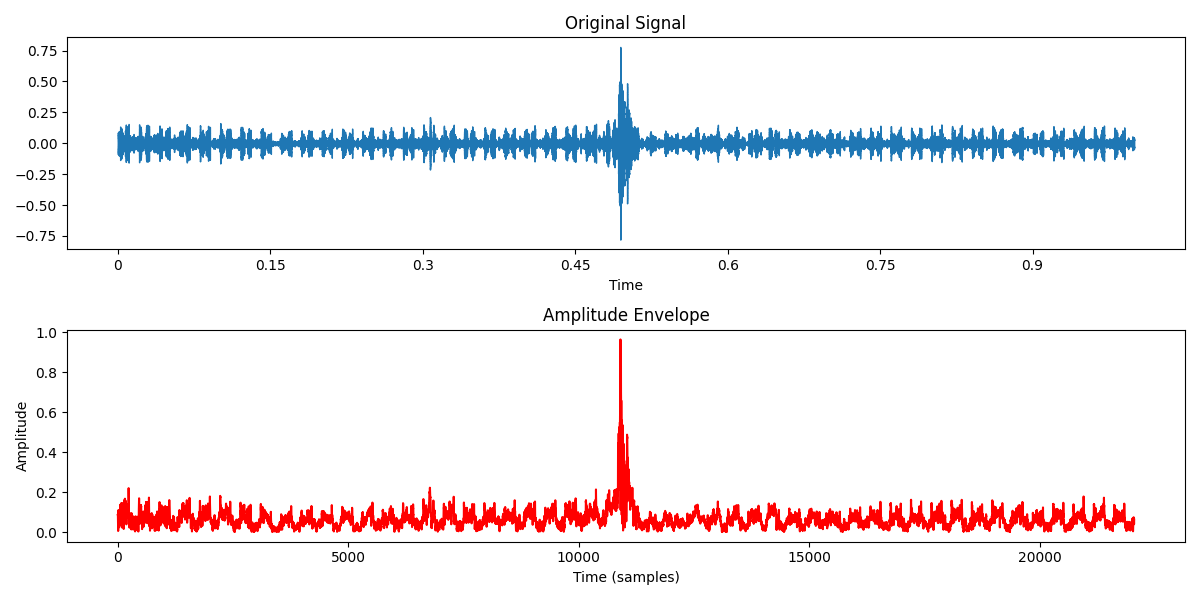 Original Signal
0.75
0.50
0.25
0.00
−0.25
−0.50
−0.75
0 0.15 0.3 0.45 0.6 0.75 0.9
Time
Amplitude Envelope
1.0
0.8
0.6
0.4
0.2
0.0
Amplitude
0 5000 10000 15000 20000
Time (samples)